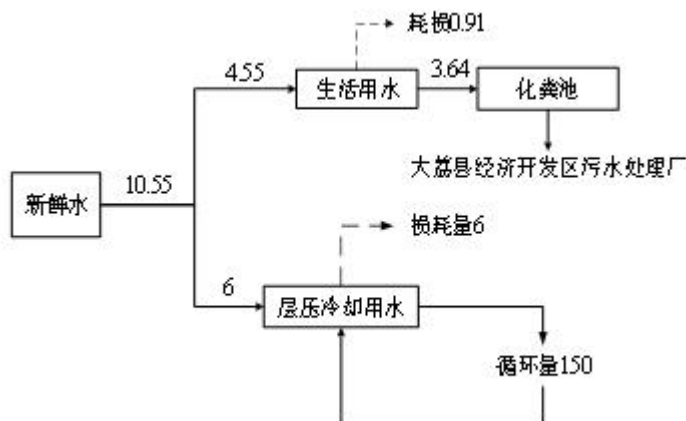 耗损0.91
4.55
生活用水
3.64
化粪池
大荔县经济开发区污水处理厂
新鲜水
10.55
损耗量6
6
层压冷却用水
循环量150